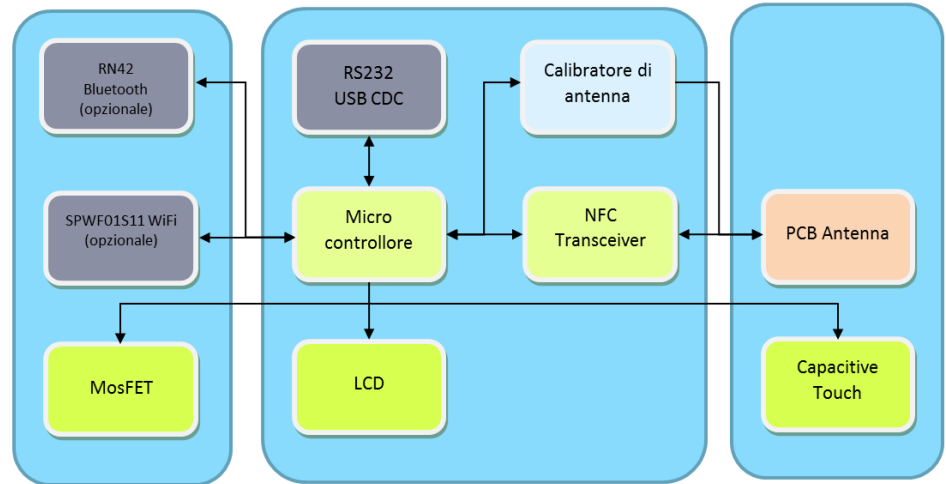 RN42
Bluetooth
(opzionale)
RS232
USB CDC
Calibratore di
antenna
SPWF01S11 WiFi
(opzionale)
Micro
controllore
NFC
Transceiver
PCB Antenna
MosFET
LCD
Capacitive
Touch